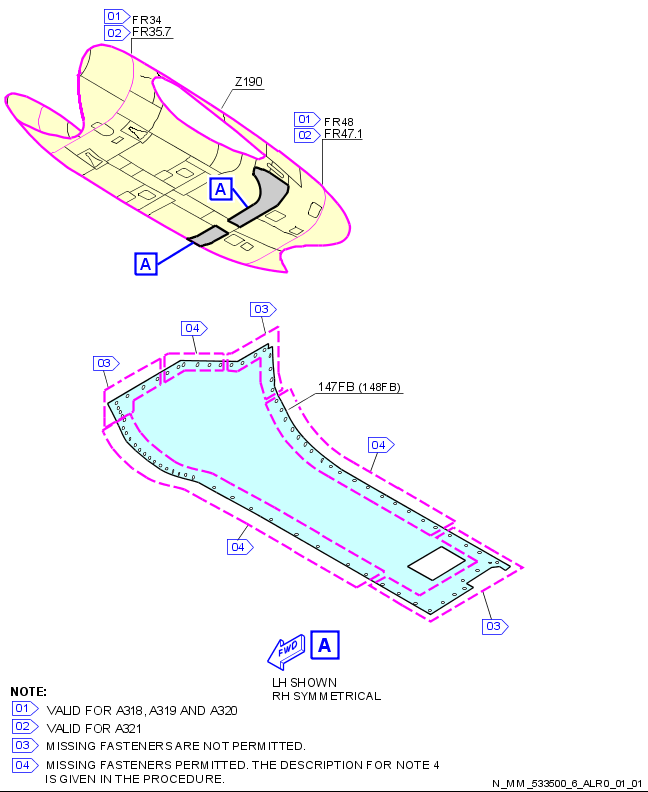 01 FR34
02 FR35.7
Z190
01 FR48
02 FR47.1
A
A
03
04
03
147FB (148FB)
04
04
03
FWD A
LH SHOWN
RH SYMMETRICAL
NOTE:
01 VALID FOR A318, A319 AND A320
02 VALID FOR A321
03 MISSING FASTENERS ARE NOT PERMITTED.
04 MISSING FASTENERS PERMITTED. THE DESCRIPTION FOR NOTE 4
IS GIVEN IN THE PROCEDURE.
N_MM_533500_6_ALR0_01_01